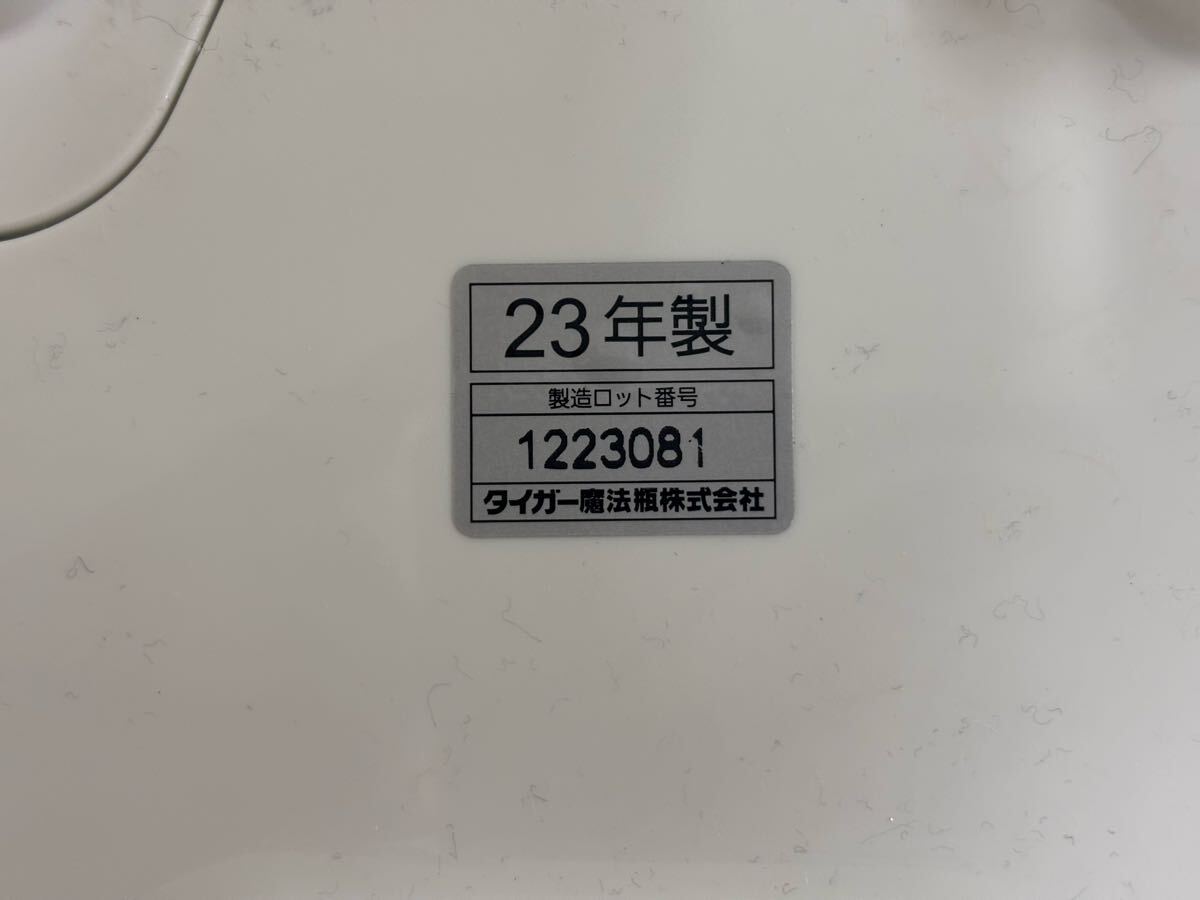 23年製
製造ロット番号
1223081
タイガー魔法瓶株式会社